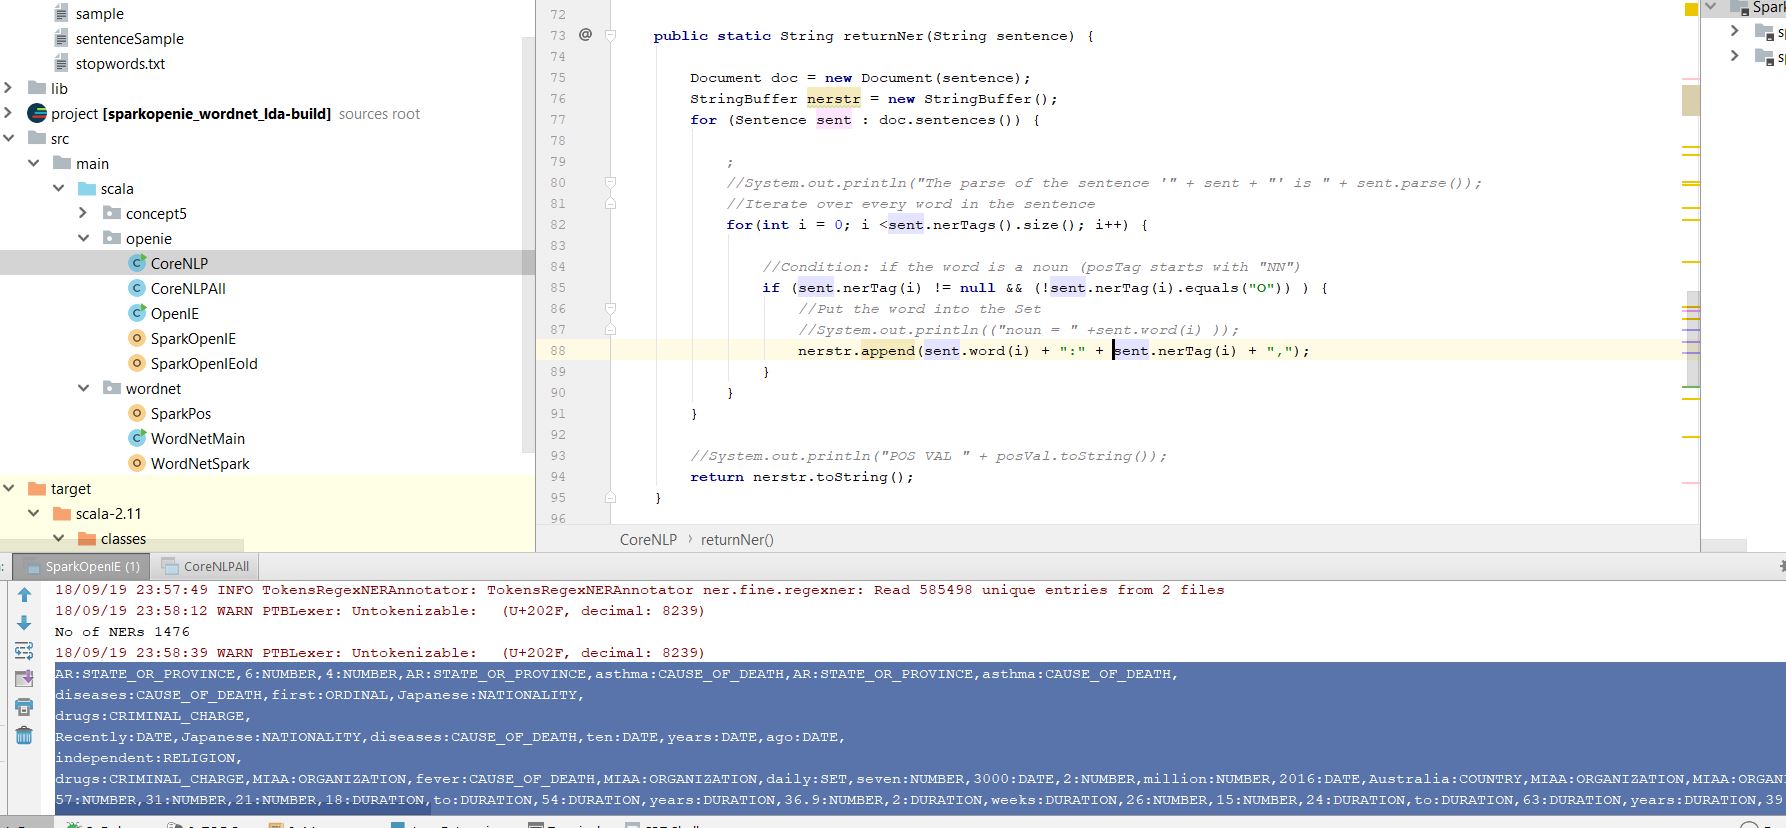 sample
sentenceSample
stopwords.txt
lib
project [sparkopenie_wordnet_lda-build] sources root
src
main
scala
concept5
openie
CoreNLP
CoreNLPAll
OpenIE
SparkOpenIE
SparkOpenIEold
wordnet
SparkPos
WordNetMain
WordNetSpark
target
scala-2.11
classes
72
73 @ public static String returnNer(String sentence) {
74
75 Document doc = new Document(sentence);
76 StringBuffer nerstr = new StringBuffer();
77 for (Sentence sent : doc.sentences()) {
78
79 ;
80 //System.out.println("The parse of the sentence '" + sent + "' is " + sent.parse());
81 //Iterate over every word in the sentence
82 for(int i = 0; i <sent.nerTags().size(); i++) {
83
84 //Condition: if the word is a noun (posTag starts with "NN")
85 if (sent.nerTag(i) != null && (!sent.nerTag(i).equals("O")) ) {
86 //Put the word into the Set
87 //System.out.println(("noun = " +sent.word(i) ));
88 nerstr.append(sent.word(i) + ":" + sent.nerTag(i) + ",");
89 }
90 }
91 }
92
93 //System.out.println("POS VAL " + posVal.toString());
94 return nerstr.toString();
95 }
96
CoreNLP › returnNer()
Spark
SparkOpenIE (1) CoreNLPAll
18/09/19 23:57:49 INFO TokensRegexNERAnnotator: TokensRegexNERAnnotator ner.fine.regexner: Read 585498 unique entries from 2 files
18/09/19 23:58:12 WARN PTBLexer: Untokenizable:   (U+202F, decimal: 8239)
No of NERs 1476
18/09/19 23:58:39 WARN PTBLexer: Untokenizable:   (U+202F, decimal: 8239)
AR:STATE_OR_PROVINCE,6:NUMBER,4:NUMBER,AR:STATE_OR_PROVINCE,asthma:CAUSE_OF_DEATH,AR:STATE_OR_PROVINCE,asthma:CAUSE_OF_DEATH,
diseases:CAUSE_OF_DEATH,first:ORDINAL,Japanese:NATIONALITY,
drugs:CRIMINAL_CHARGE,
Recently:DATE,Japanese:NATIONALITY,diseases:CAUSE_OF_DEATH,ten:DATE,years:DATE,ago:DATE,
independent:RELIGION,
drugs:CRIMINAL_CHARGE,MIAA:ORGANIZATION,fever:CAUSE_OF_DEATH,MIAA:ORGANIZATION,daily:SET,seven:NUMBER,3000:DATE,2:NUMBER,million:NUMBER,2016:DATE,Australia:COUNTRY,MIAA:ORGANIZATION,MIAA:ORGANI
57:NUMBER,31:NUMBER,21:NUMBER,18:DURATION,to:DURATION,54:DURATION,years:DURATION,36.9:NUMBER,2:DURATION,weeks:DURATION,26:NUMBER,15:NUMBER,24:DURATION,to:DURATION,63:DURATION,years:DURATION,39